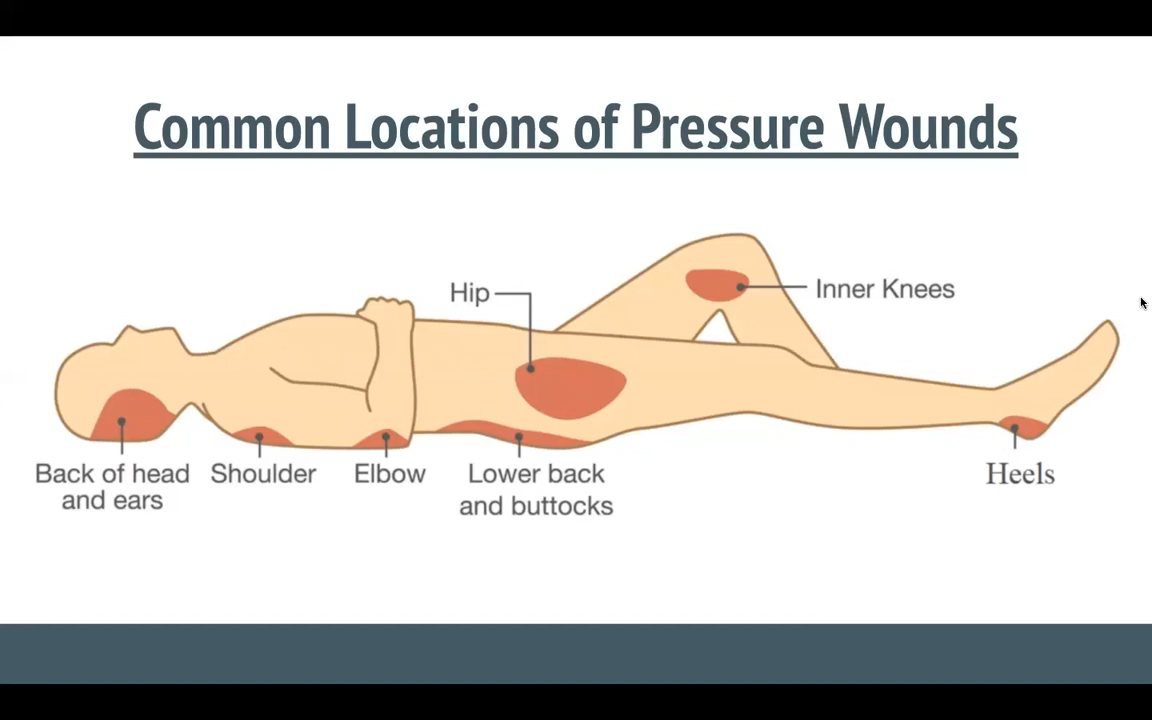 Common Locations of Pressure Wounds
Hip
Inner Knees
Back of head
and ears
Shoulder
Elbow
Lower back
and buttocks
Heels